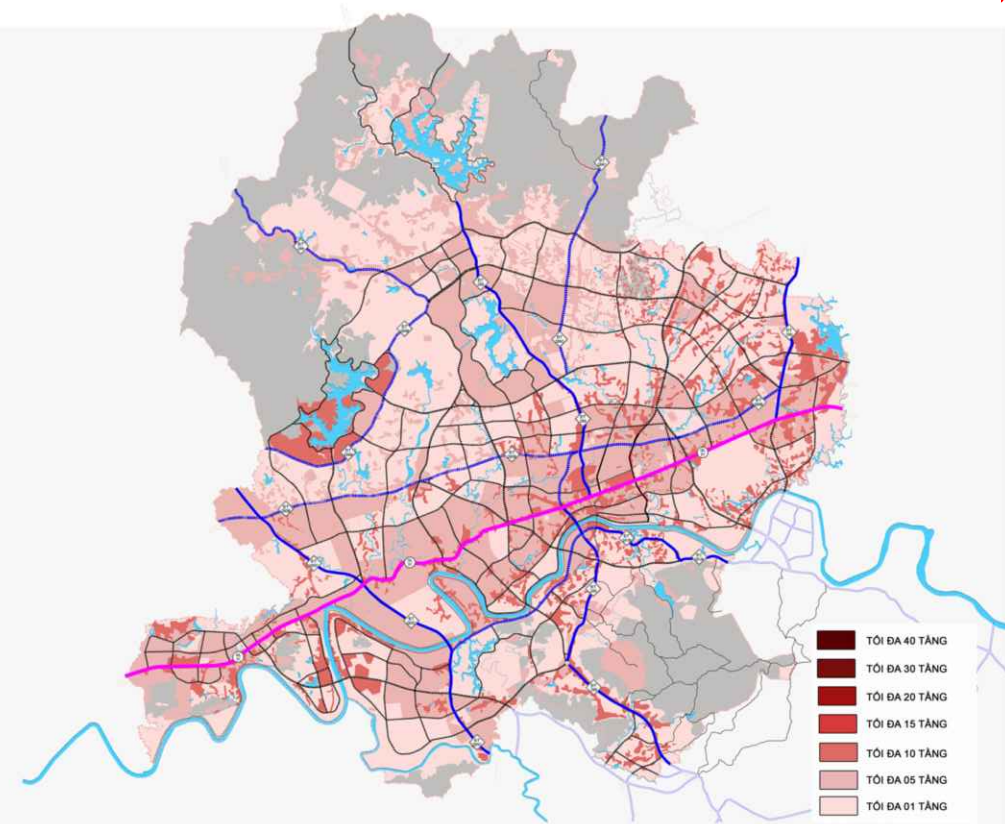 TỐI ĐA 40 TẦNG
TỐI ĐA 30 TẦNG
TỐI ĐA 20 TẦNG
TỐI ĐA 15 TẦNG
TỐI ĐA 10 TẦNG
TỐI ĐA 05 TẦNG
TỐI ĐA 01 TẦNG